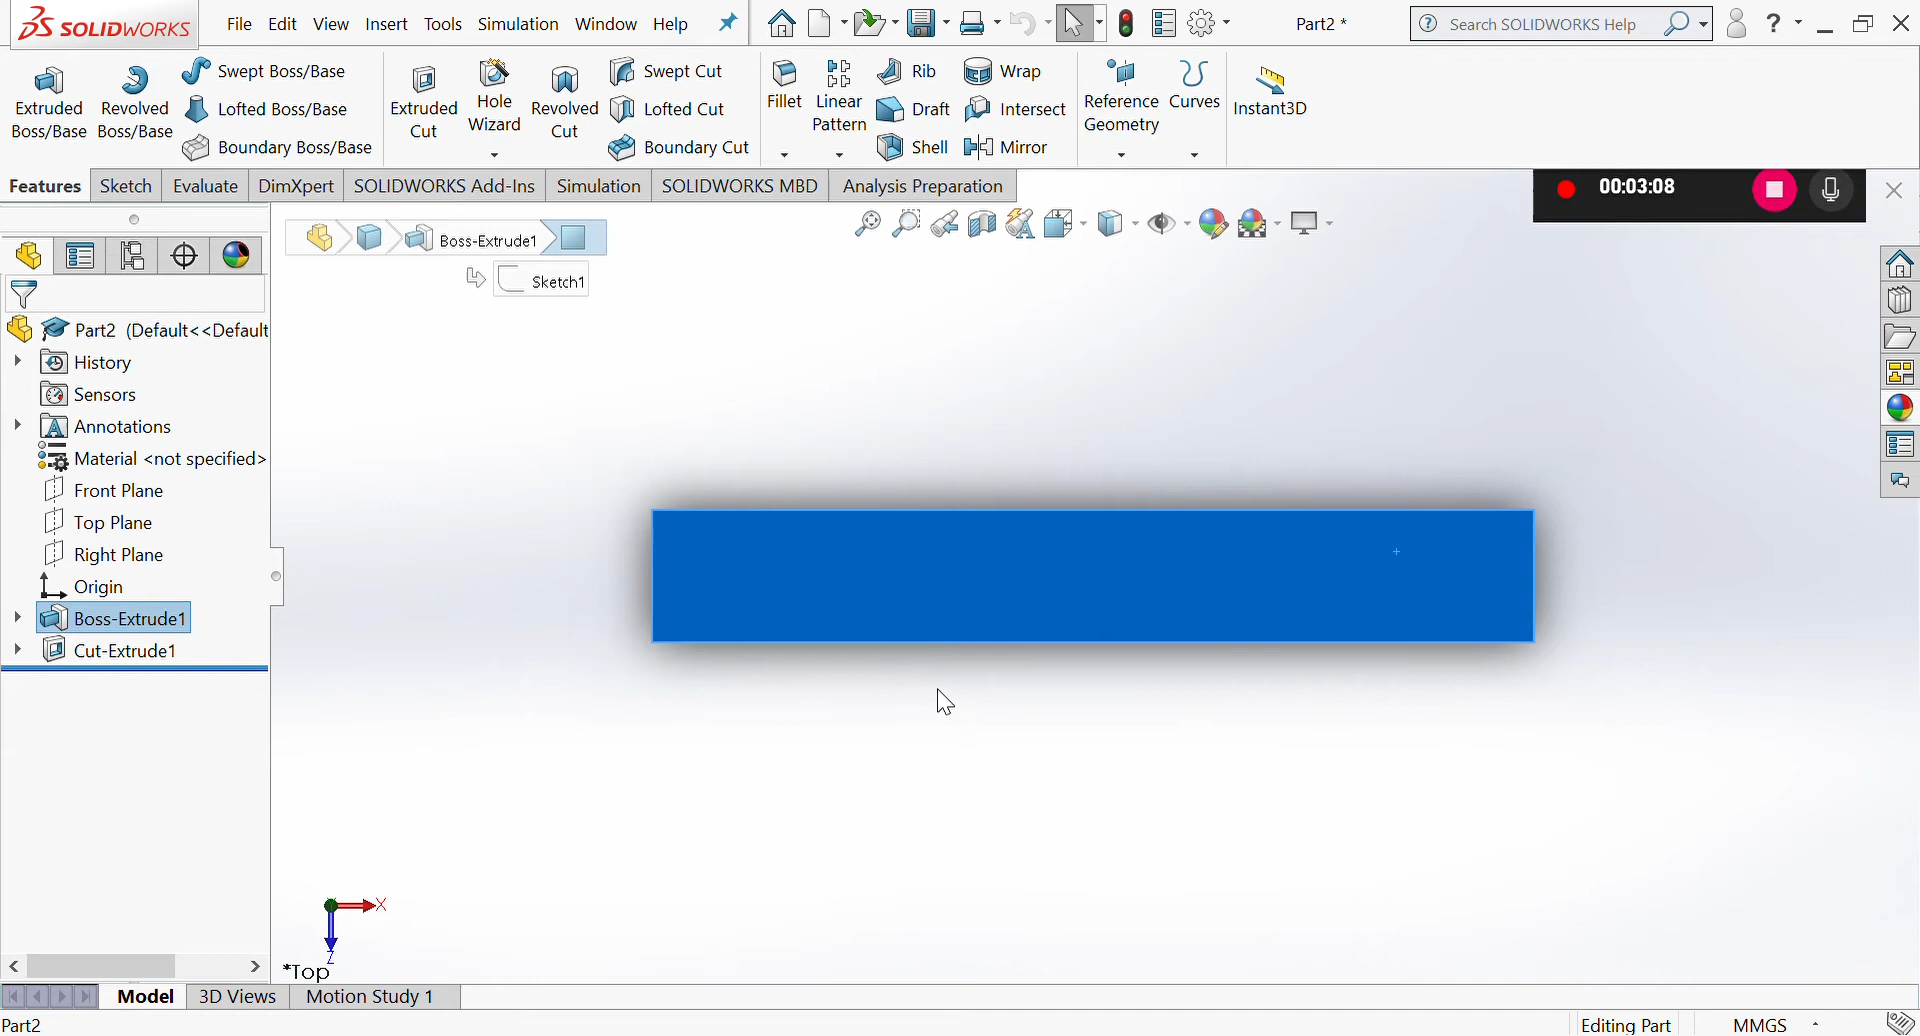 SOLIDWORKS File Edit View Insert Tools Simulation Window Help Part2 * Search SOLIDWORKS Help ?
Extruded Boss/Base
Revolved Boss/Base
Swept Boss/Base
Lofted Boss/Base
Boundary Boss/Base
Extruded Cut
Hole Wizard
Revolved Cut
Swept Cut
Lofted Cut
Boundary Cut
Fillet
Linear Pattern
Rib
Draft
Shell
Wrap
Intersect
Mirror
Reference Geometry
Curves
Instant3D
Features Sketch Evaluate DimXpert SOLIDWORKS Add-Ins Simulation SOLIDWORKS MBD Analysis Preparation
00:03:08
Boss-Extrude1
Sketch1
Part2 (Default<<Default
History
Sensors
Annotations
Material <not specified>
Front Plane
Top Plane
Right Plane
Origin
Boss-Extrude1
Cut-Extrude1
X
Z
*Top
Model 3D Views Motion Study 1
Part2 Editing Part MMGS